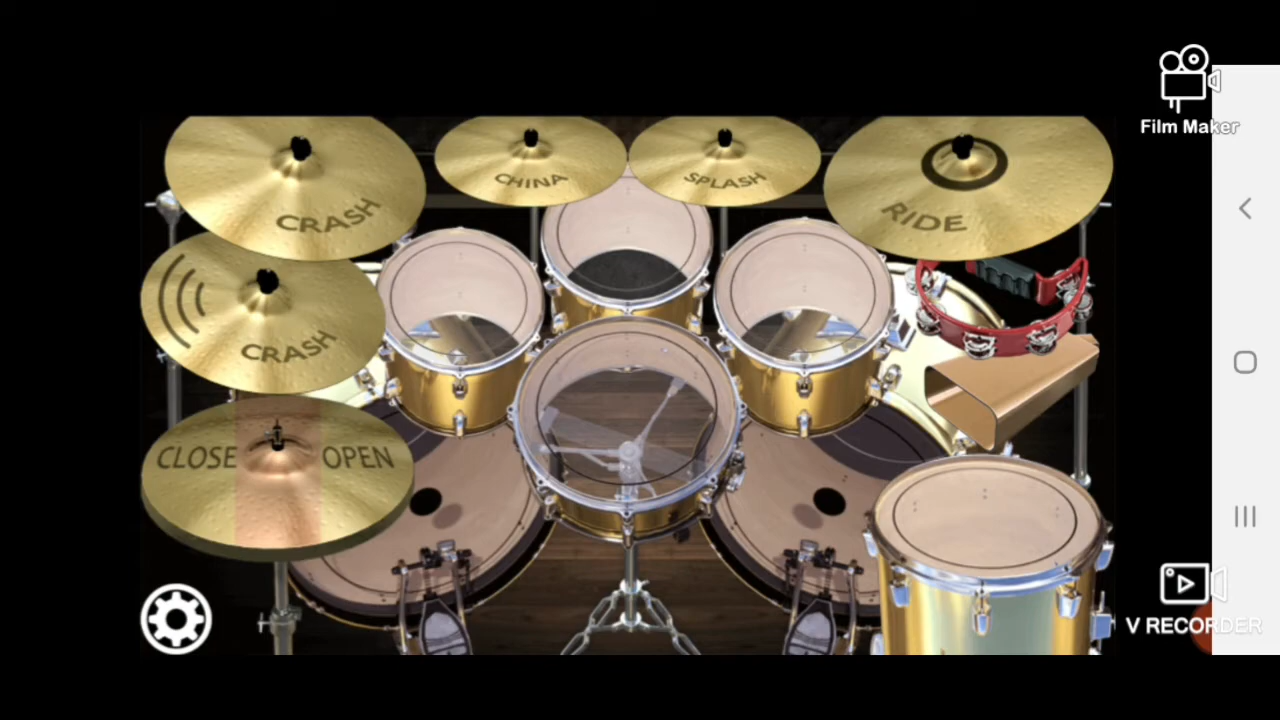 Film Maker
CHINA
SPLASH
CRASH
RIDE
CRASH
CLOSE OPEN
V RECORDER